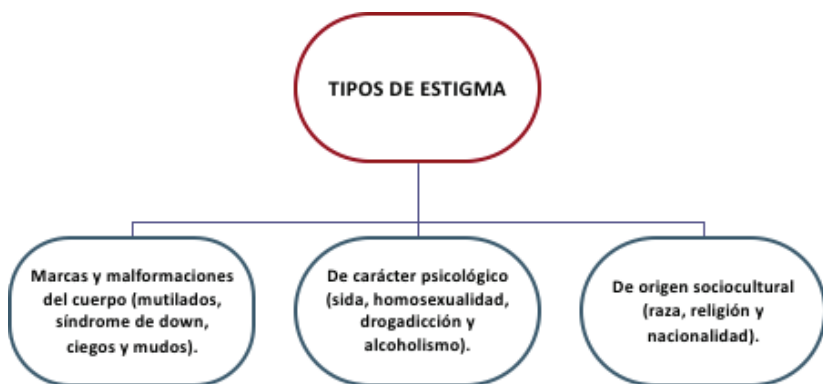 TIPOS DE ESTIGMA
Marcas y malformaciones
del cuerpo (mutilados,
síndrome de down,
ciegos y mudos).
De carácter psicológico
(sida, homosexualidad,
drogadicción y
alcoholismo).
De origen sociocultural
(raza, religión y
nacionalidad).